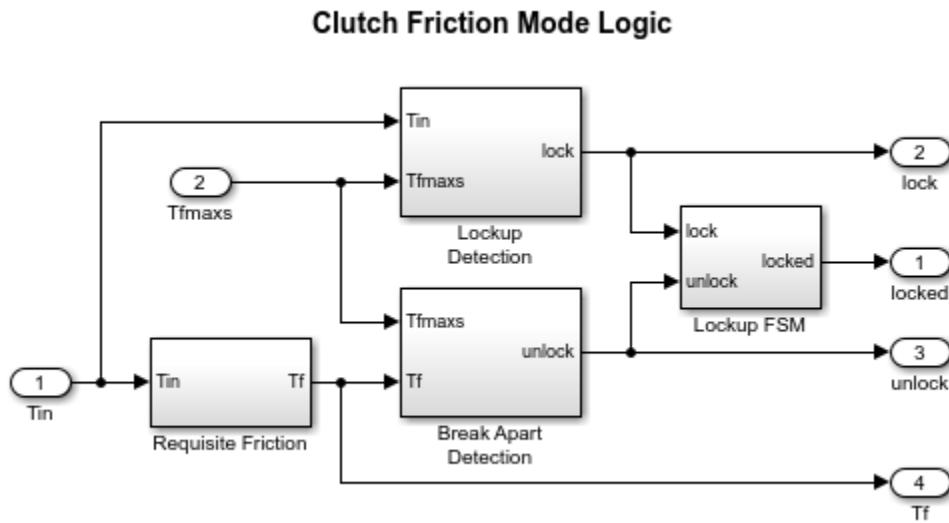 Clutch Friction Mode Logic
Tin
lock
Tfmaxs
Lockup
Detection
2
Tfmaxs
2
lock
lock
unlock
locked
Lockup FSM
1
locked
Tfmaxs
unlock
Tf
Break Apart
Detection
3
unlock
1
Tin
Tin
Tf
Requisite Friction
4
Tf